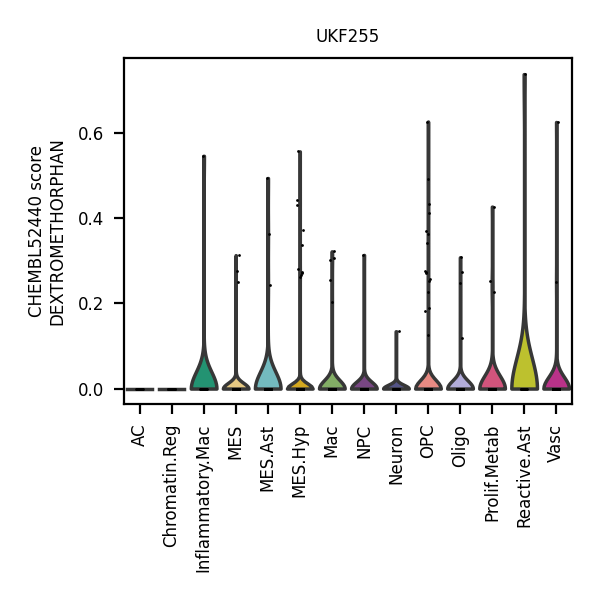 UKF255
CHEMBL52440 score
DEXTROMETHORPHAN
0.6
0.4
0.2
0.0
AC
Chromatin.Reg
Inflammatory.Mac
MES
MES.Ast
MES.Hyp
Mac
NPC
Neuron
OPC
Oligo
Prolif.Metab
Reactive.Ast
Vasc